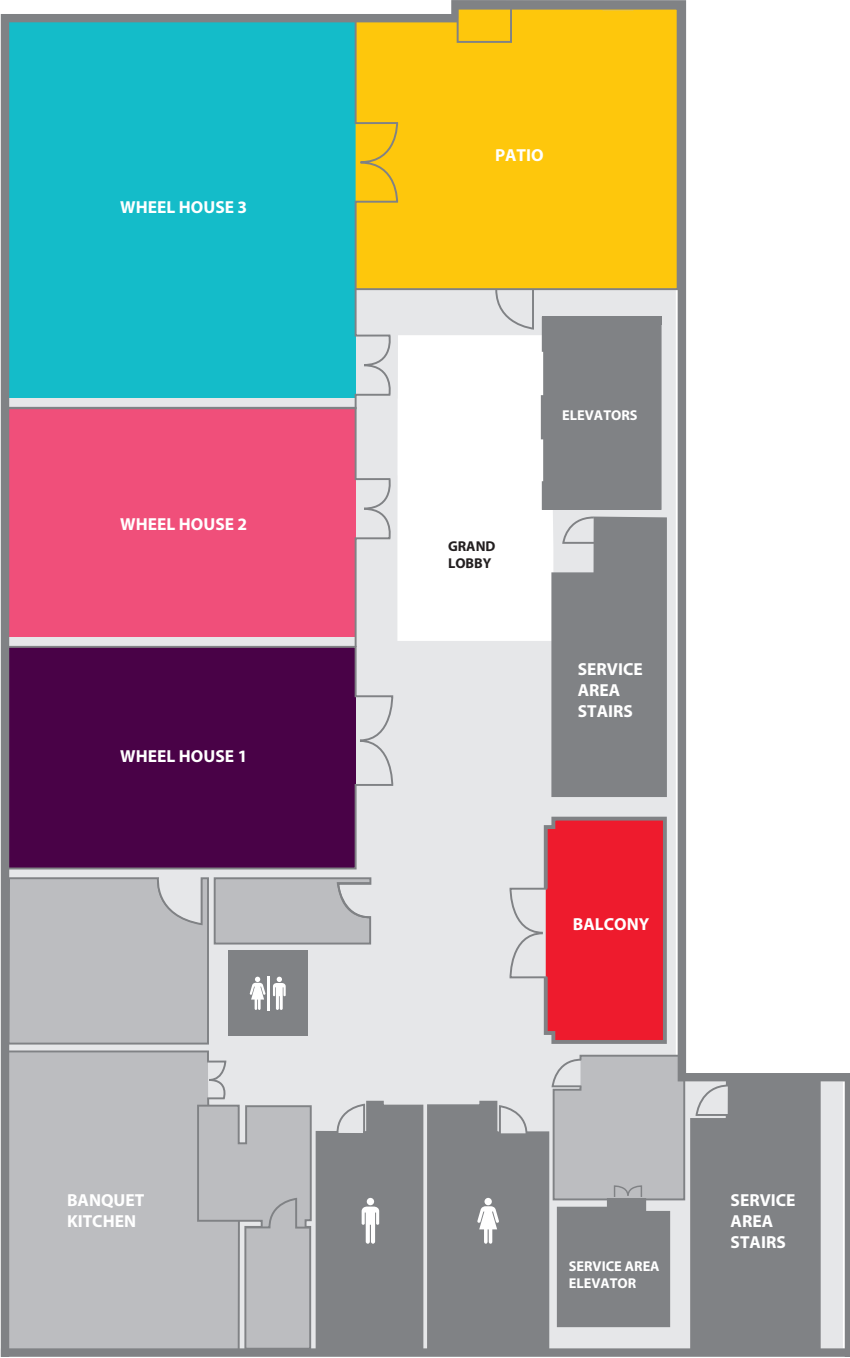 PATIO
WHEEL HOUSE 3
ELEVATORS
WHEEL HOUSE 2
GRAND
LOBBY
SERVICE
AREA
STAIRS
WHEEL HOUSE 1
BALCONY
BANQUET
KITCHEN
SERVICE
AREA
STAIRS
SERVICE AREA
ELEVATOR